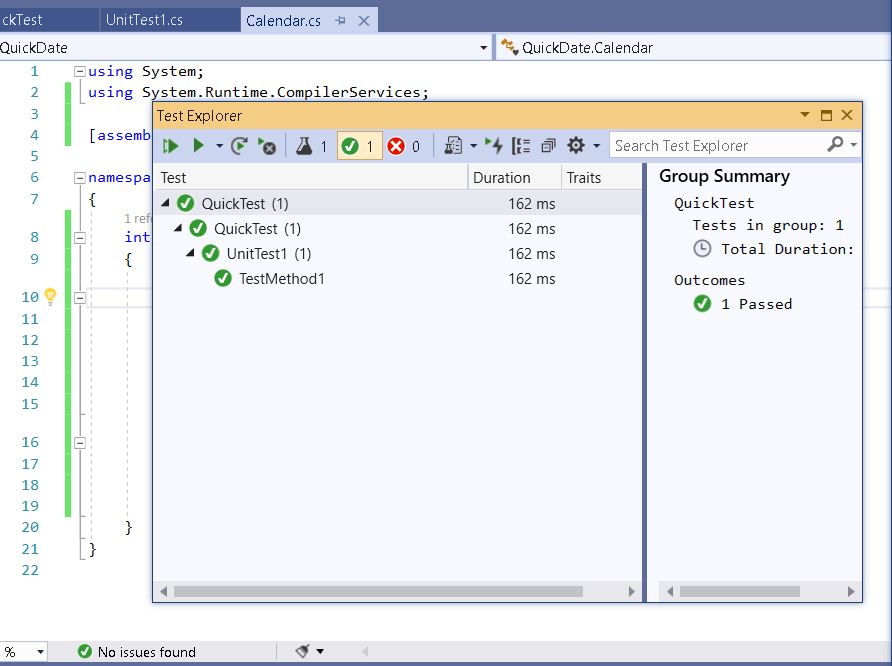 ckTest UnitTest1.cs Calendar.cs
QuickDate QuickDate.Calendar
1 using System;
2 using System.Runtime.CompilerServices;
3
4 [assemb
5
6 namespa
7 {
1 refe
8 int
9 {
10
11
12
13
14
15
16
17
18
19
20 }
21 }
22
Test Explorer
1 1 0 Search Test Explorer
Test Duration Traits
QuickTest (1) 162 ms
QuickTest (1) 162 ms
UnitTest1 (1) 162 ms
TestMethod1 162 ms
Group Summary
QuickTest
Tests in group: 1
Total Duration:
Outcomes
1 Passed
% No issues found